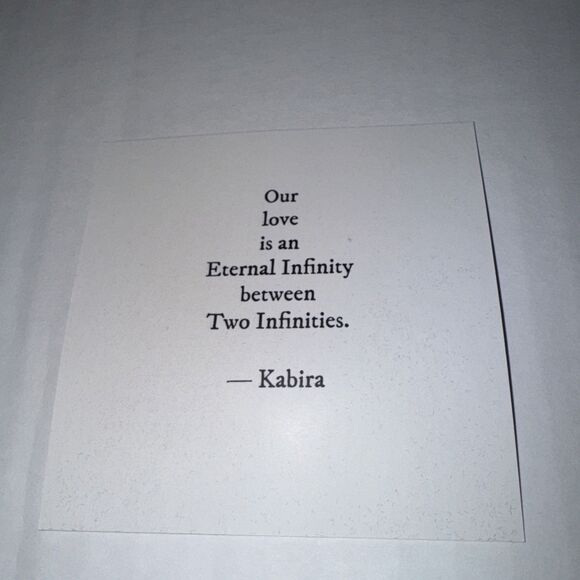 Our
love
is an
Eternal Infinity
between
Two Infinities.
— Kabira